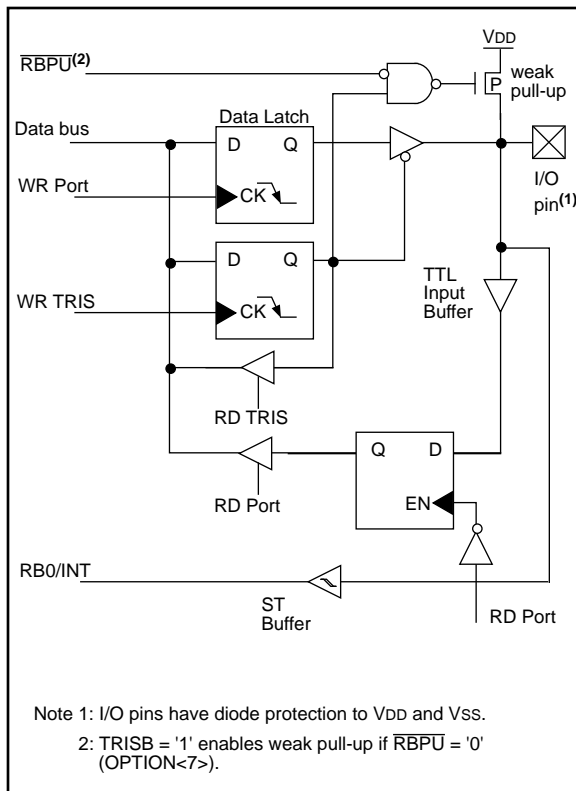 VDD
RBPU(2)
weak
pull-up
P
Data bus
Data Latch
D Q
I/O
pin(1)
WR Port
CK
D Q
TTL
Input
Buffer
WR TRIS
CK
RD TRIS
Q D
RD Port
EN
RB0/INT
ST
Buffer
RD Port
Note 1: I/O pins have diode protection to VDD and VSS.
2: TRISB = '1' enables weak pull-up if RBPU = '0'
(OPTION<7>).